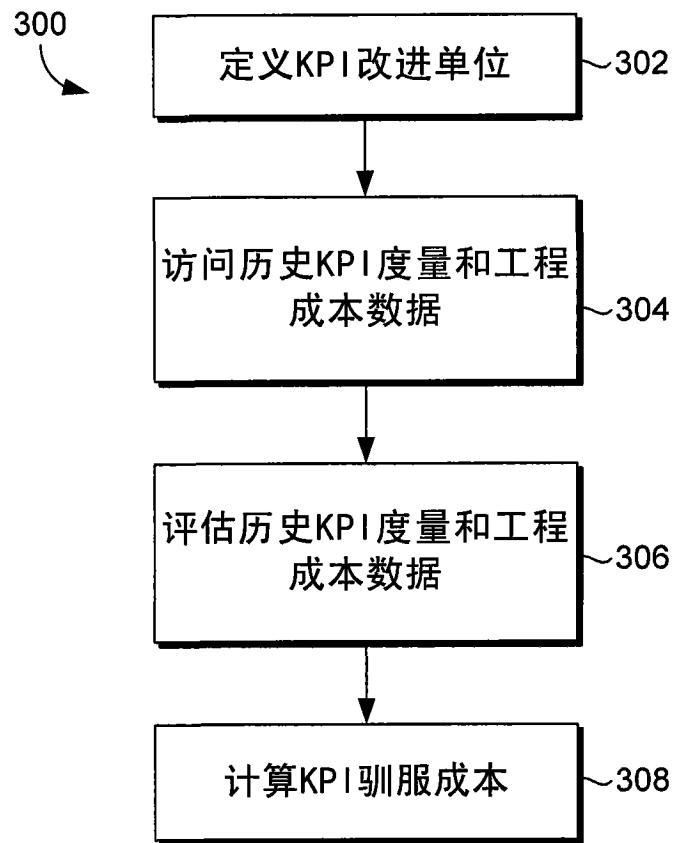 300
定义KPI改进单位
302
访问历史KPI度量和工程
成本数据
304
评估历史KPI度量和工程
成本数据
306
计算KPI驯服成本
308